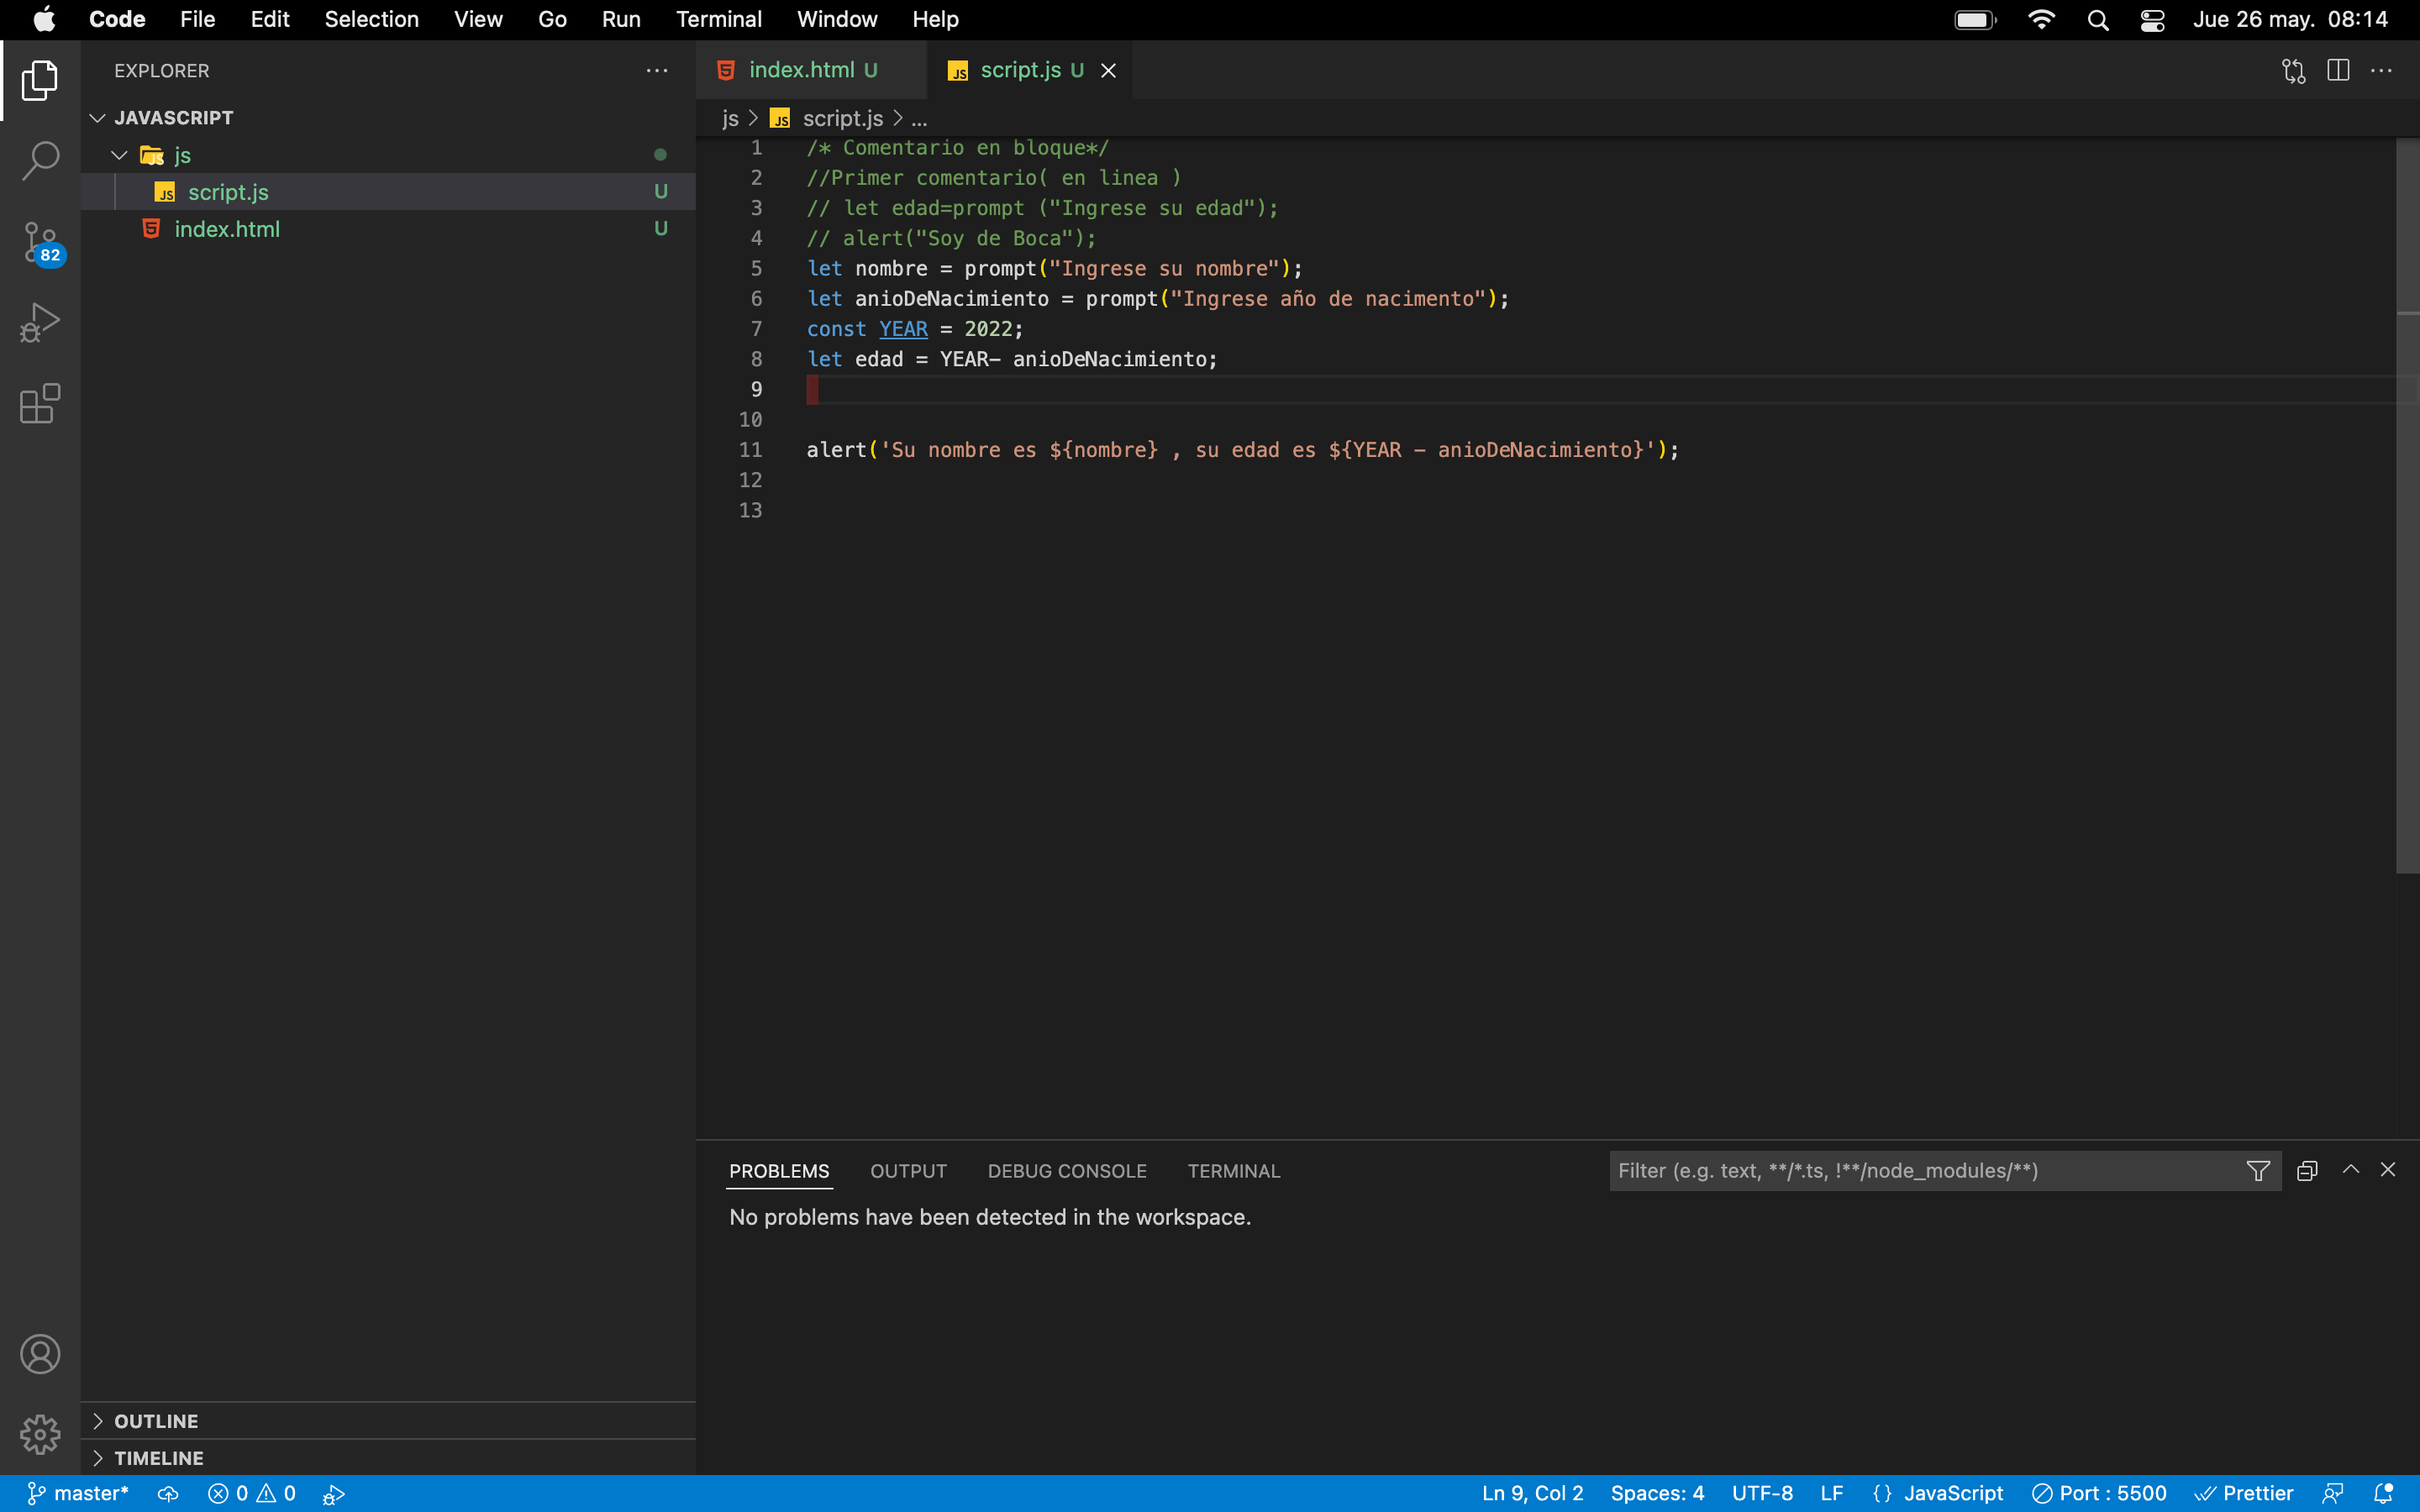 Code File Edit Selection View Go Run Terminal Window Help Jue 26 may. 08:14
EXPLORER
JAVASCRIPT
js
script.js U
index.html U
82
index.html U script.js U
js > JS script.js > ...
1 /* Comentario en bloque*/
2 //Primer comentario( en linea )
3 // let edad=prompt ("Ingrese su edad");
4 // alert("Soy de Boca");
5 let nombre = prompt("Ingrese su nombre");
6 let anioDeNacimiento = prompt("Ingrese año de nacimento");
7 const YEAR = 2022;
8 let edad = YEAR- anioDeNacimiento;
9
10
11 alert('Su nombre es ${nombre} , su edad es ${YEAR - anioDeNacimiento}');
12
13
PROBLEMS OUTPUT DEBUG CONSOLE TERMINAL Filter (e.g. text, **/*.ts, !**/node_modules/**)
No problems have been detected in the workspace.
OUTLINE
TIMELINE
master* 0 0 Ln 9, Col 2 Spaces: 4 UTF-8 LF {} JavaScript Port : 5500 Prettier